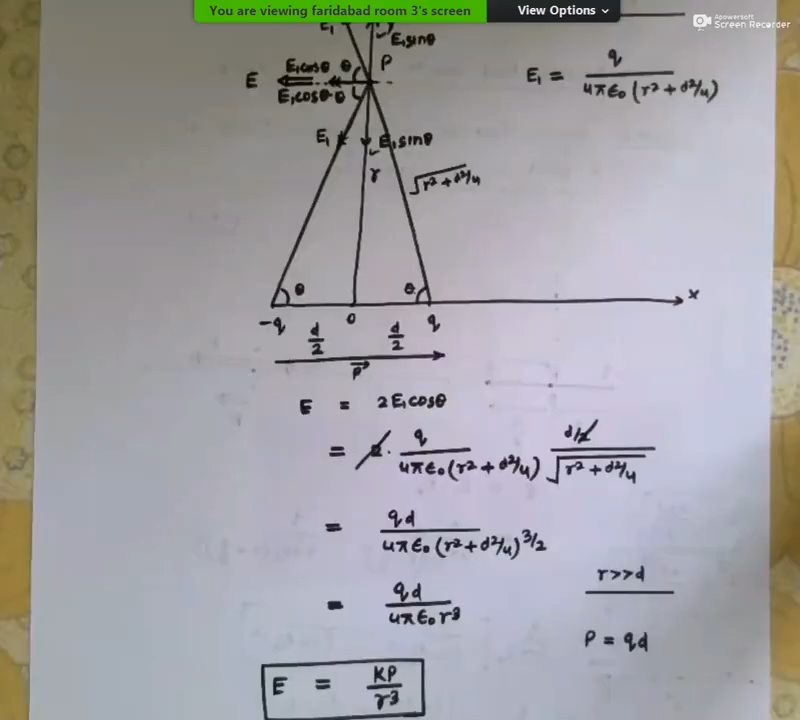 You are viewing faridabad room 3's screen
View Options
Apowersoft
Screen Recorder
E₁
E₁sinθ
E₁cosθ θ P
E
E₁cosθ θ
E₁ = q / 4πε₀(r² + d²/4)
E₁ E₁sinθ
r
√r² + d²/4
θ θ
x
-q 0 q
d/2 d/2
p→
E = 2E₁cosθ
= 2. q / 4πε₀(r² + d²/4) d/2 / √r² + d²/4
= qd / 4πε₀(r² + d²/4)^3/2
r>>d
= qd / 4πε₀r³
P = qd
E = KP / r³